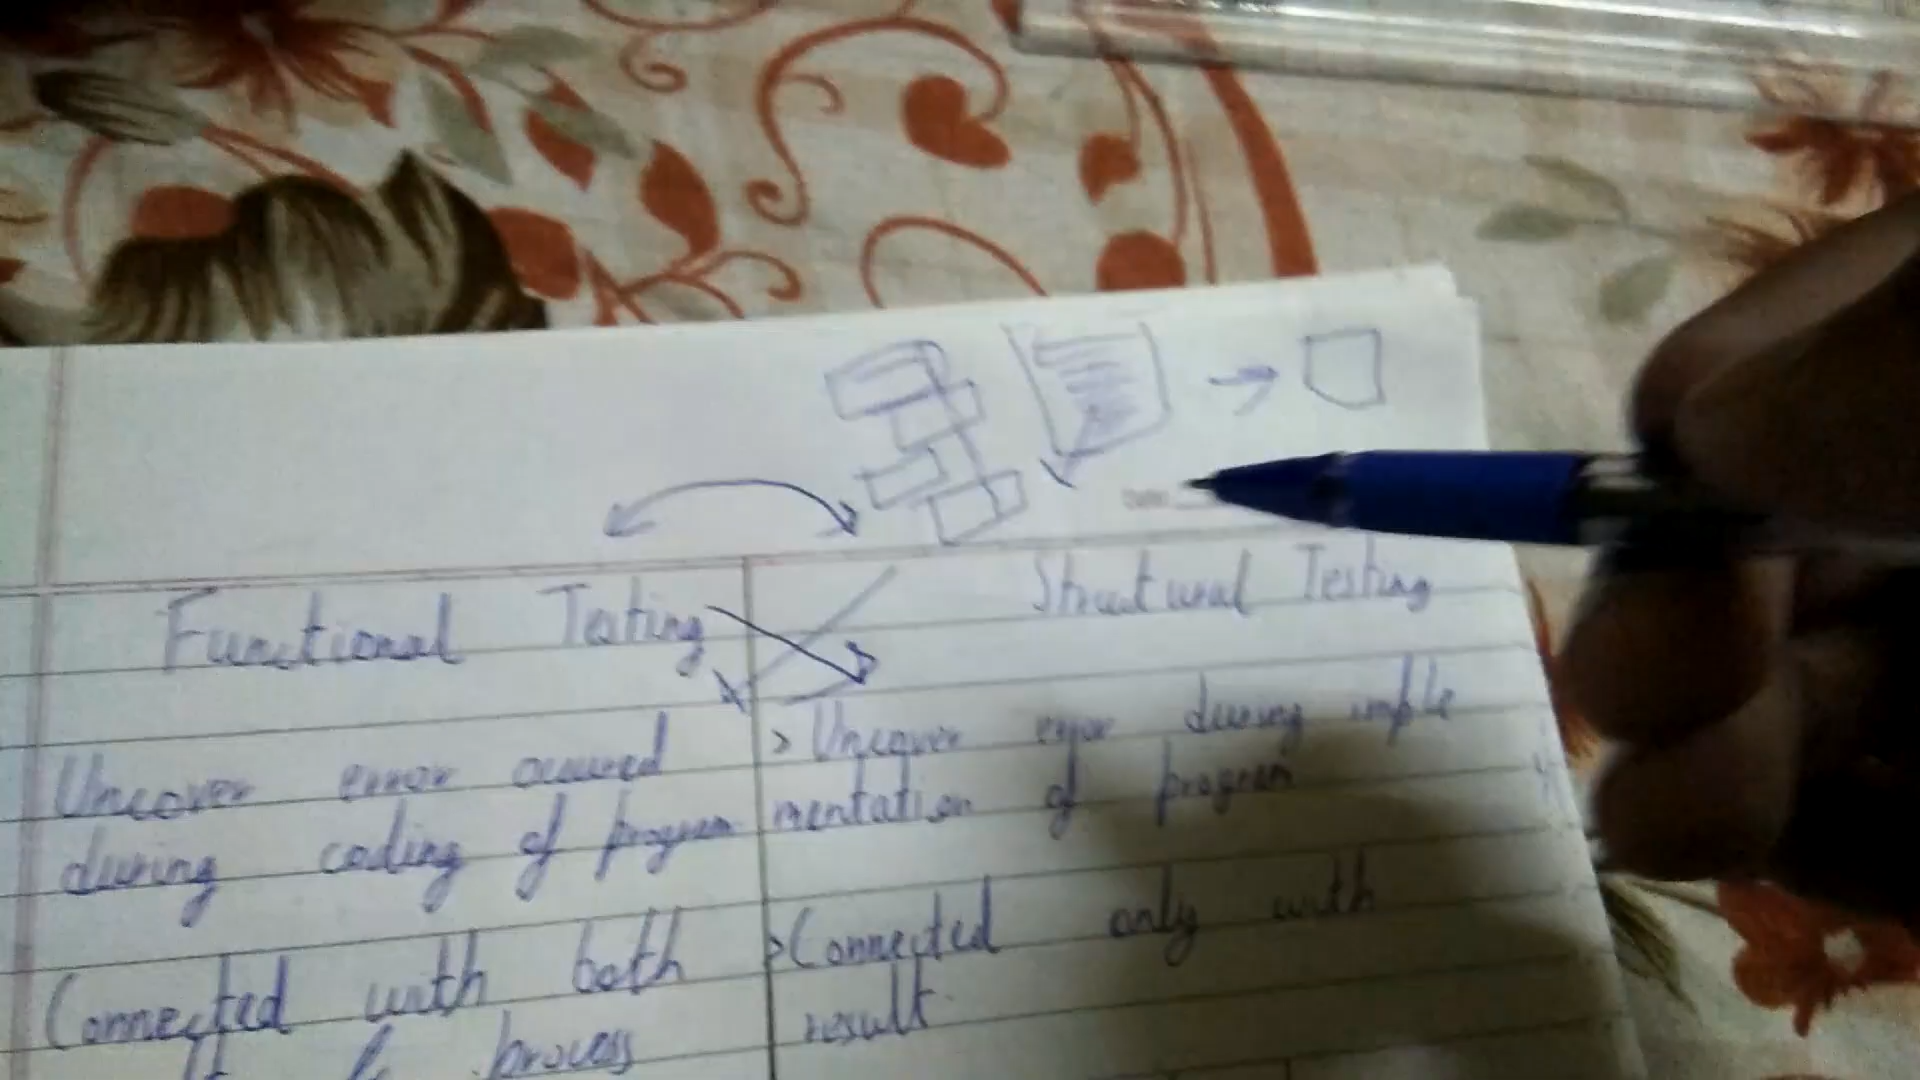 Functional Testing
Structural Testing
Uncover error occured
during coding of program
> Uncover error during imple
mentation of program
Connected with both
process
> Connected only with
result.